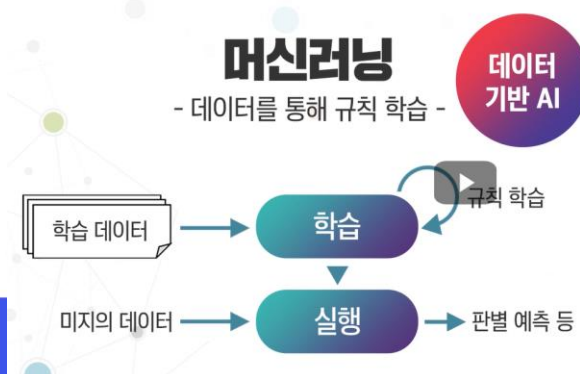 머신러닝
- 데이터를 통해 규칙 학습 -
데이터
기반 AI
학습 데이터
학습
규칙 학습
미지의 데이터
실행
판별 예측 등